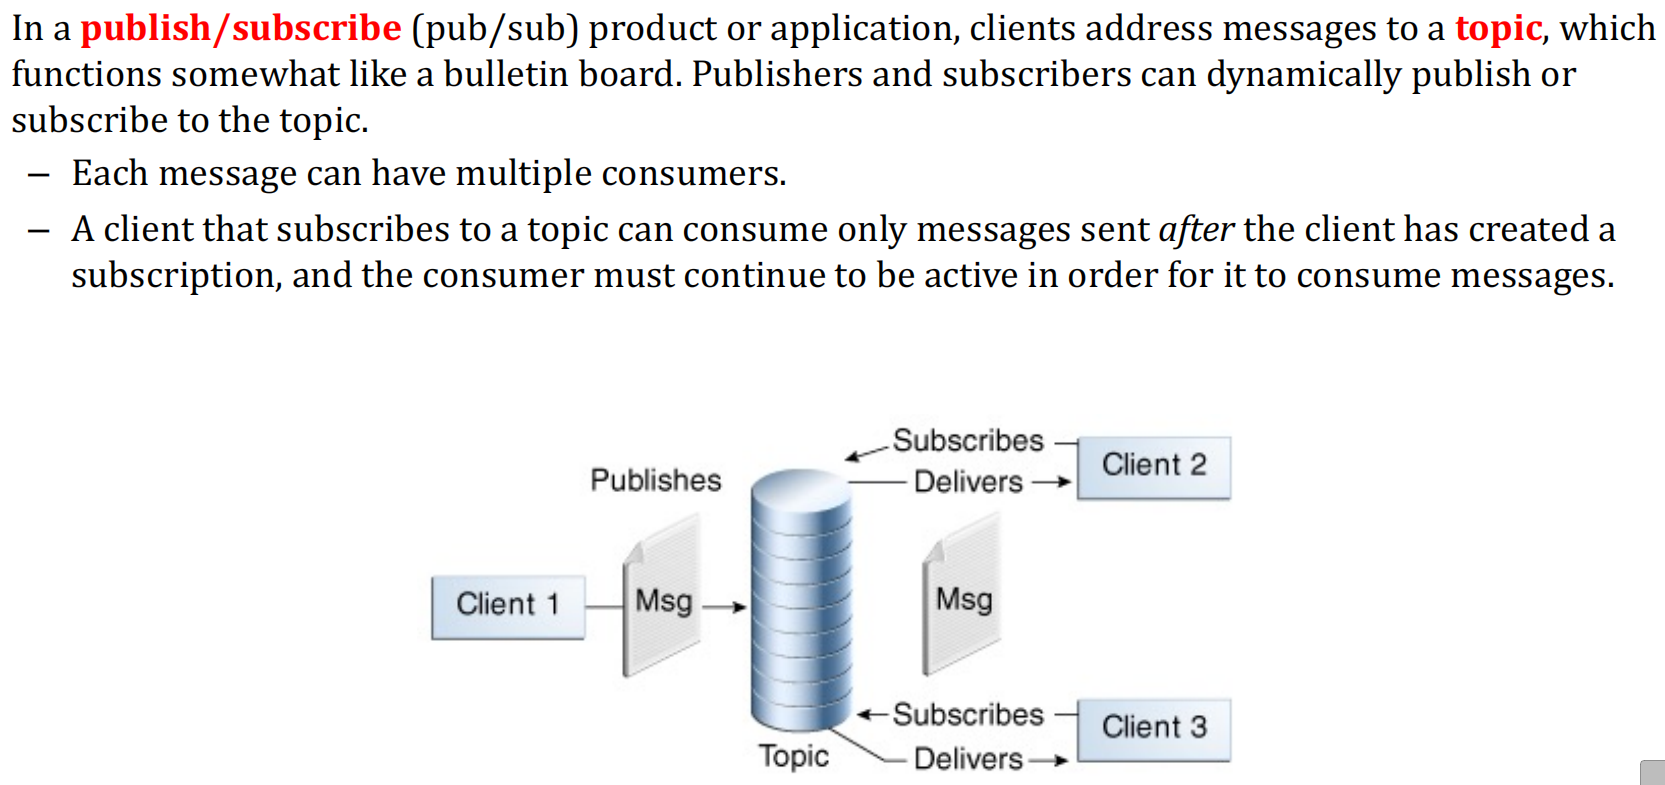 In a publish/subscribe (pub/sub) product or application, clients address messages to a topic, which
functions somewhat like a bulletin board. Publishers and subscribers can dynamically publish or
subscribe to the topic.
– Each message can have multiple consumers.
– A client that subscribes to a topic can consume only messages sent after the client has created a
subscription, and the consumer must continue to be active in order for it to consume messages.
Subscribes
Client 2
Publishes
Delivers
Client 1
Msg
Msg
Subscribes
Client 3
Topic
Delivers